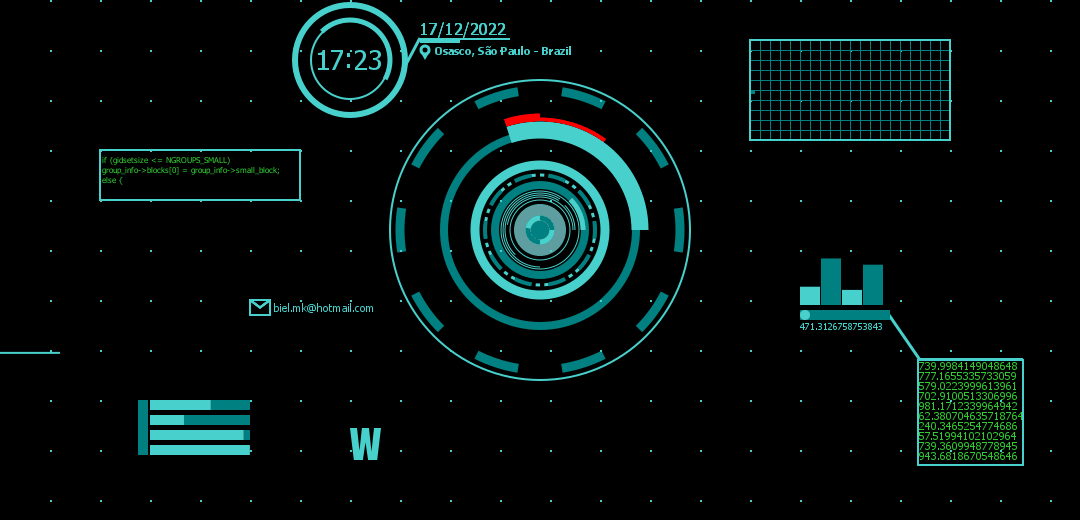 17/12/2022
17:23
Osasco, São Paulo - Brazil
if (gidsetsize <= NGROUPS_SMALL)
group_info->blocks[0] = group_info->small_block;
else {
biel.mk@hotmail.com
471.3126758753843
739.9984149048648
777.1655335733059
579.0223999613961
702.9100513306996
981.1712339964942
62.380704635718764
240.3465254774686
57.51994102102964
739.3609948778945
943.6818670548646
W